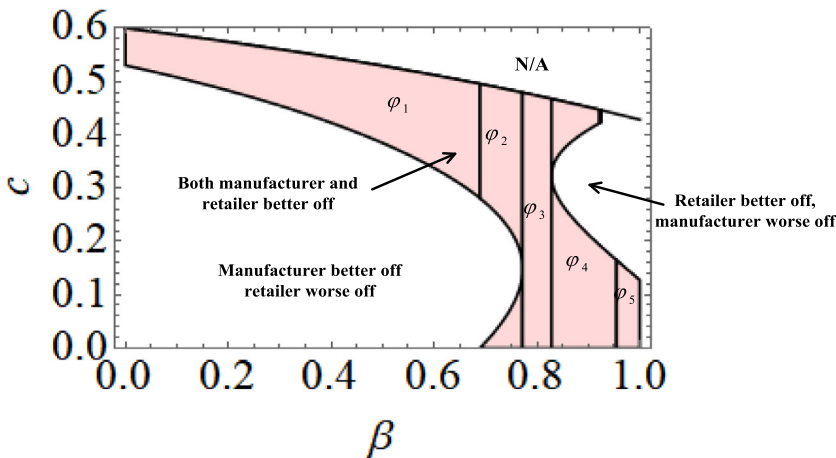 0.6
0.5
0.4
0.3
0.2
0.1
0.0
c
N/A
φ1
φ2
φ3
φ4
φ5
Both manufacturer and
retailer better off
Retailer better off,
manufacturer worse off
Manufacturer better off
retailer worse off
0.0 0.2 0.4 0.6 0.8 1.0
β